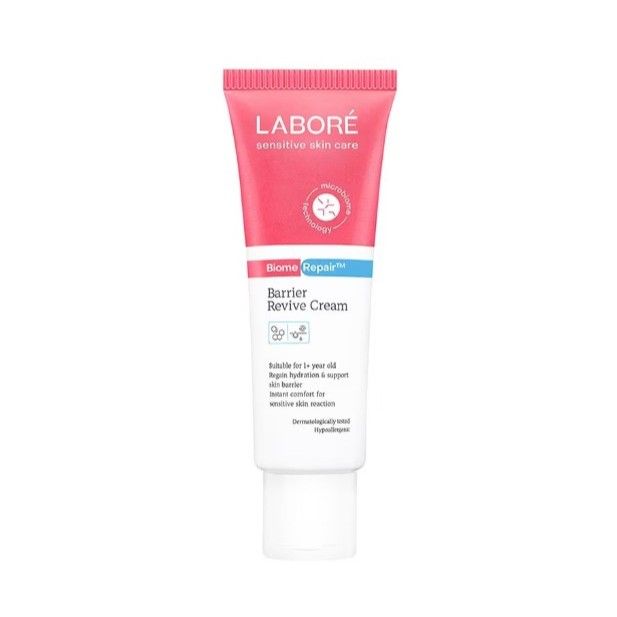 LABORÉ
sensitive skin care
microbiome
technology
Biome Repair™
Barrier
Revive Cream
Suitable for 1+ year old
Regain hydration & support
skin barrier
Instant comfort for
sensitive skin reaction
Dermatologically tested
Hypoallergenic